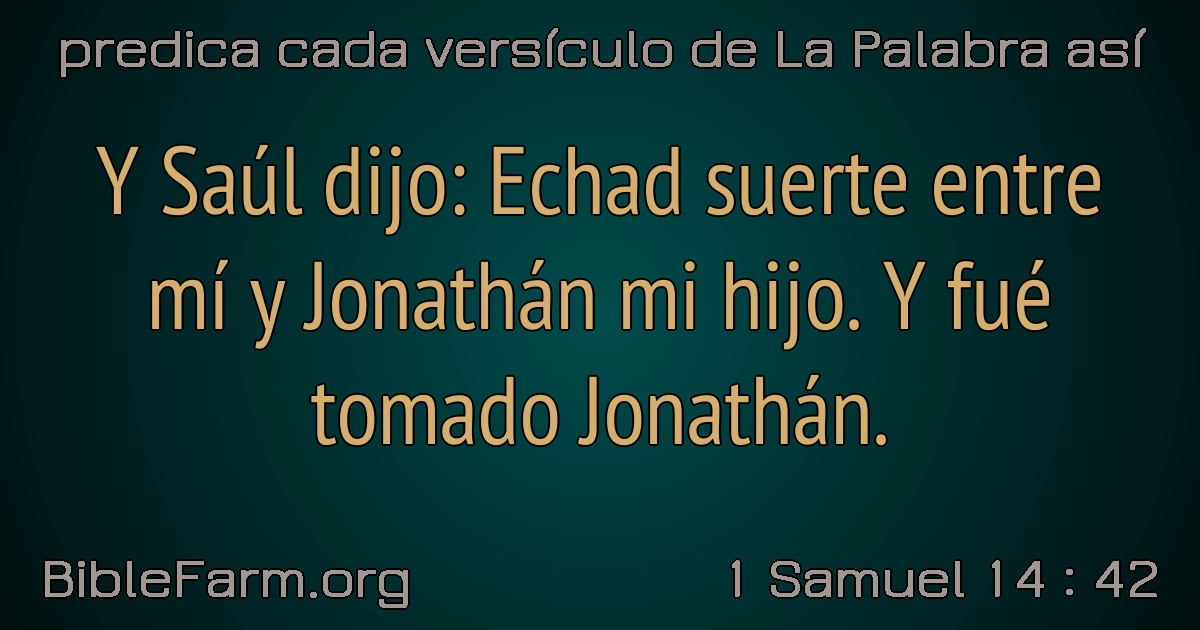 predica cada versículo de La Palabra así
Y Saúl dijo: Echad suerte entre
mí y Jonathán mi hijo. Y fué
tomado Jonathán.
BibleFarm.org
1 Samuel 14 : 42